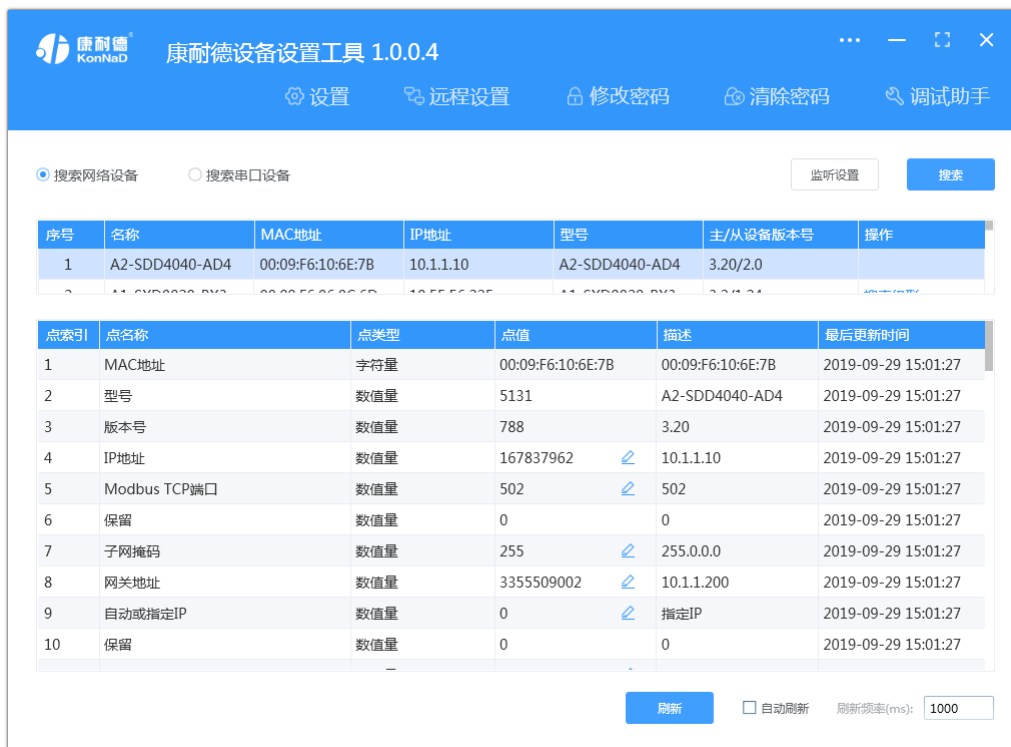 康耐德®
KonNaD
康耐德设备设置工具 1.0.0.4
设置 远程设置 修改密码 清除密码 调试助手
搜索网络设备 搜索串口设备 监听设置 搜索
序号 名称 MAC地址 IP地址 型号 主/从设备版本号 操作
1 A2-SDD4040-AD4 00:09:F6:10:6E:7B 10.1.1.10 A2-SDD4040-AD4 3.20/2.0
点索引 点名称 点类型 点值 描述 最后更新时间
1 MAC地址 字符量 00:09:F6:10:6E:7B 00:09:F6:10:6E:7B 2019-09-29 15:01:27
2 型号 数值量 5131 A2-SDD4040-AD4 2019-09-29 15:01:27
3 版本号 数值量 788 3.20 2019-09-29 15:01:27
4 IP地址 数值量 167837962 10.1.1.10 2019-09-29 15:01:27
5 Modbus TCP端口 数值量 502 502 2019-09-29 15:01:27
6 保留 数值量 0 0 2019-09-29 15:01:27
7 子网掩码 数值量 255 255.0.0.0 2019-09-29 15:01:27
8 网关地址 数值量 3355509002 10.1.1.200 2019-09-29 15:01:27
9 自动或指定IP 数值量 0 指定IP 2019-09-29 15:01:27
10 保留 数值量 0 0 2019-09-29 15:01:27
刷新 自动刷新 刷新频率(ms): 1000